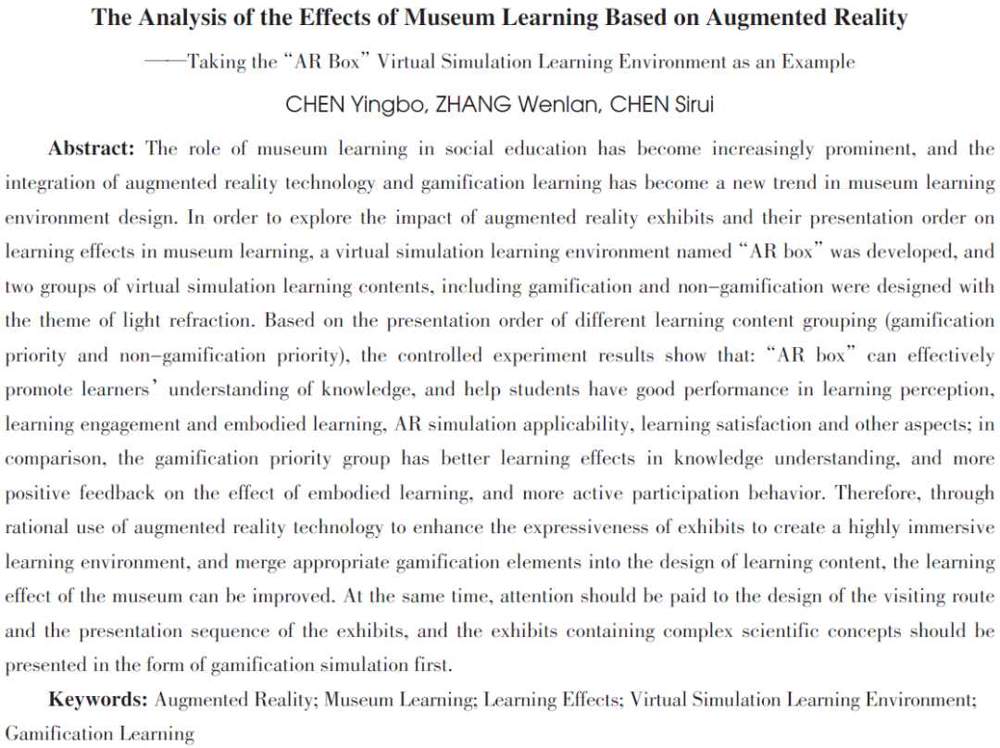 The Analysis of the Effects of Museum Learning Based on Augmented Reality
——Taking the “AR Box” Virtual Simulation Learning Environment as an Example
CHEN Yingbo, ZHANG Wenlan, CHEN Sirui
Abstract: The role of museum learning in social education has become increasingly prominent, and the
integration of augmented reality technology and gamification learning has become a new trend in museum learning
environment design. In order to explore the impact of augmented reality exhibits and their presentation order on
learning effects in museum learning, a virtual simulation learning environment named “AR box” was developed, and
two groups of virtual simulation learning contents, including gamification and non-gamification were designed with
the theme of light refraction. Based on the presentation order of different learning content grouping (gamification
priority and non-gamification priority), the controlled experiment results show that: “AR box” can effectively
promote learners’ understanding of knowledge, and help students have good performance in learning perception,
learning engagement and embodied learning, AR simulation applicability, learning satisfaction and other aspects; in
comparison, the gamification priority group has better learning effects in knowledge understanding, and more
positive feedback on the effect of embodied learning, and more active participation behavior. Therefore, through
rational use of augmented reality technology to enhance the expressiveness of exhibits to create a highly immersive
learning environment, and merge appropriate gamification elements into the design of learning content, the learning
effect of the museum can be improved. At the same time, attention should be paid to the design of the visiting route
and the presentation sequence of the exhibits, and the exhibits containing complex scientific concepts should be
presented in the form of gamification simulation first.
Keywords: Augmented Reality; Museum Learning; Learning Effects; Virtual Simulation Learning Environment;
Gamification Learning